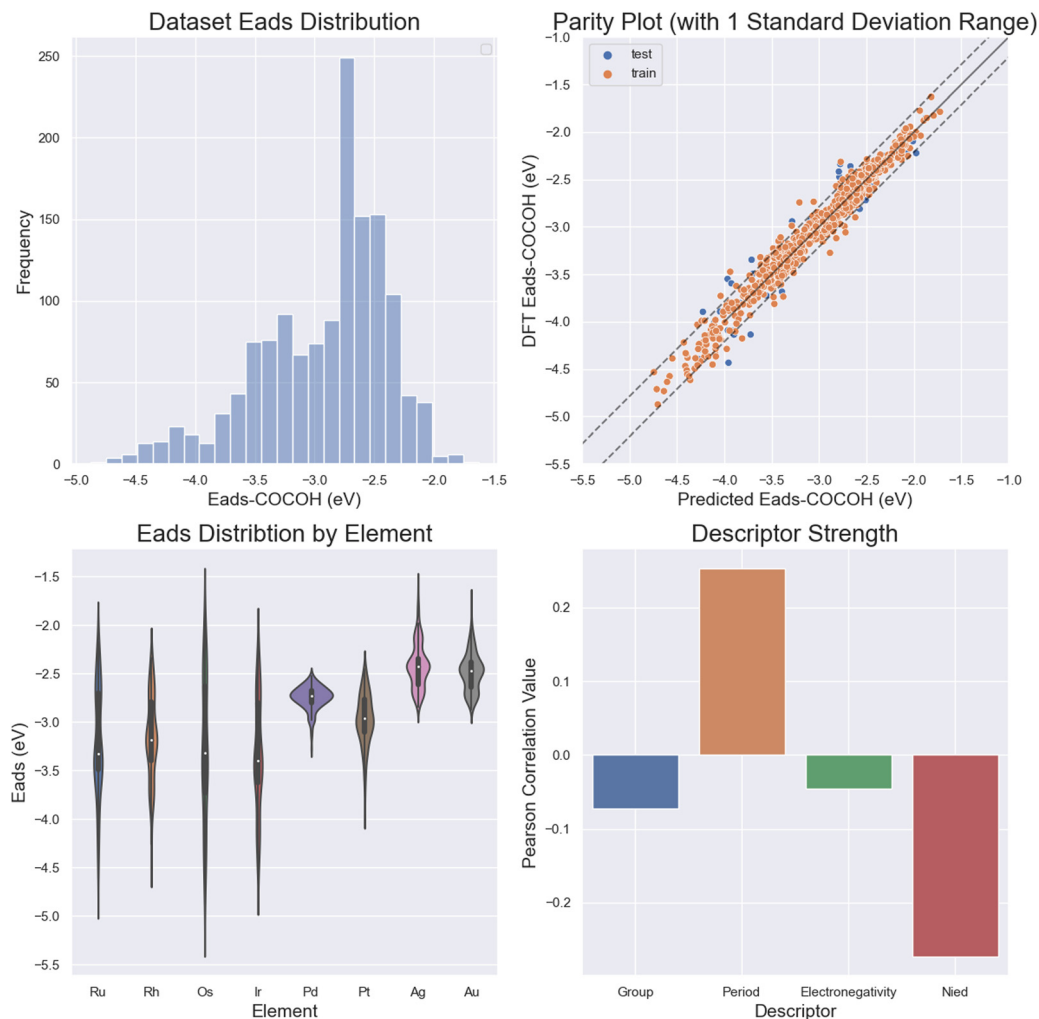 Dataset Eads Distribution
250
200
150
100
50
0
Frequency
−5.0 −4.5 −4.0 −3.5 −3.0 −2.5 −2.0 −1.5
Eads-COCOH (eV)
Parity Plot (with 1 Standard Deviation Range)
test
train
−1.0
−1.5
−2.0
−2.5
−3.0
−3.5
−4.0
−4.5
−5.0
−5.5
DFT Eads-COCOH (eV)
−5.5 −5.0 −4.5 −4.0 −3.5 −3.0 −2.5 −2.0 −1.5 −1.0
Predicted Eads-COCOH (eV)
Eads Distribtion by Element
−1.5
−2.0
−2.5
−3.0
−3.5
−4.0
−4.5
−5.0
−5.5
Eads (eV)
Ru Rh Os Ir Pd Pt Ag Au
Element
Descriptor Strength
0.2
0.1
0.0
−0.1
−0.2
Pearson Correlation Value
Group Period Electronegativity Nied
Descriptor